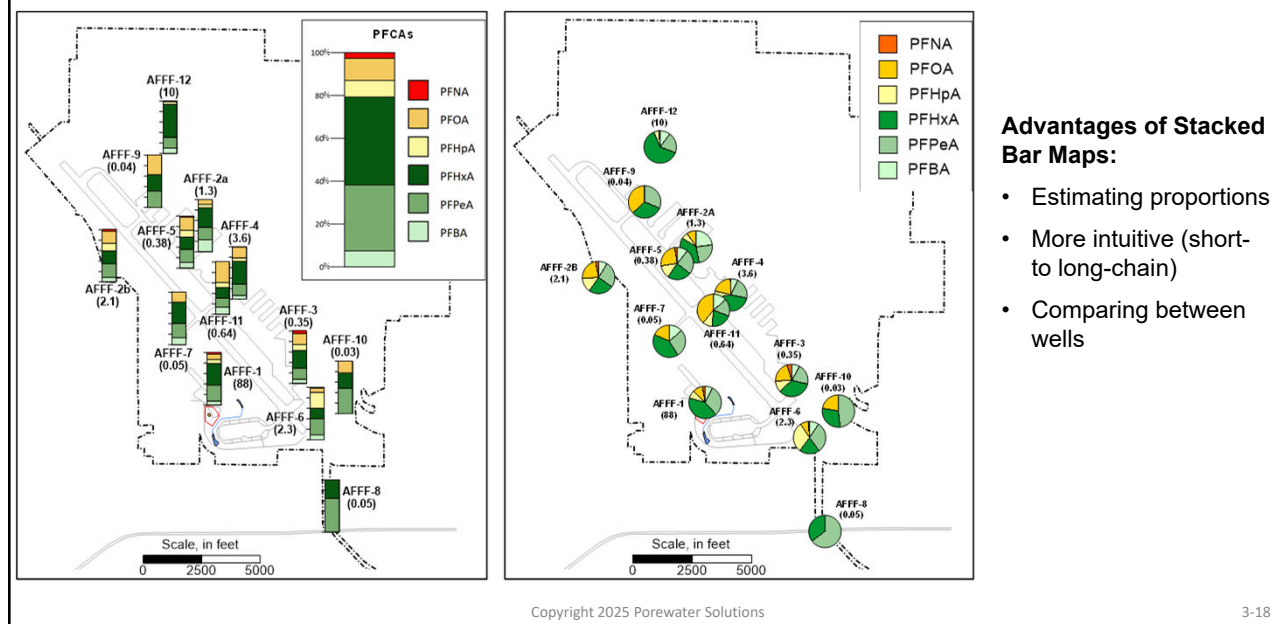 PFCAs
100%
80%
60%
40%
20%
0%
PFNA
PFOA
PFHpA
PFHxA
PFPeA
PFBA
AFFF-12
(10)
AFFF-9
(0.04)
AFFF-2a
(1.3)
AFFF-5
(0.38)
AFFF-4
(3.6)
AFFF-2b
(2.1)
AFFF-11
(0.64)
AFFF-7
(0.05)
AFFF-3
(0.35)
AFFF-10
(0.03)
AFFF-1
(88)
AFFF-6
(2.3)
AFFF-8
(0.05)
Scale, in feet
0 2500 5000
PFNA
PFOA
PFHpA
PFHxA
PFPeA
PFBA
AFFF-12
(10)
AFFF-9
(0.04)
AFFF-2A
(1.3)
AFFF-5
(0.38)
AFFF-4
(3.6)
AFFF-2B
(2.1)
AFFF-7
(0.05)
AFFF-11
(0.64)
AFFF-3
(0.35)
AFFF-10
(0.03)
AFFF-1
(88)
AFFF-6
(2.3)
AFFF-8
(0.05)
Scale, in feet
0 2500 5000
Advantages of Stacked
Bar Maps:
• Estimating proportions
• More intuitive (short-
to long-chain)
• Comparing between
wells
Copyright 2025 Porewater Solutions
3-18